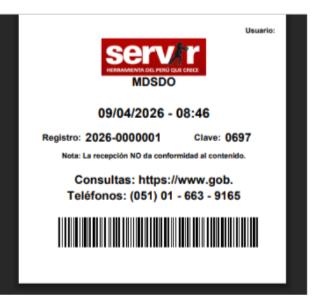 Usuario:
servir
HERRAMIENTA DEL PERÚ QUE CRECE
MDSDO
09/04/2026 - 08:46
Registro: 2026-0000001 Clave: 0697
Nota: La recepción NO da conformidad al contenido.
Consultas: https://www.gob.
Teléfonos: (051) 01 - 663 - 9165